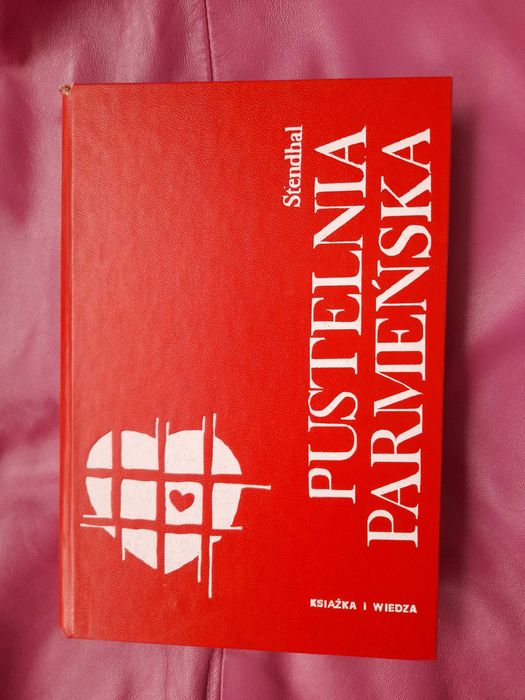 Stendhal
PUSTELNIA
PARMEŃSKA
KSIĄŻKA I WIEDZA